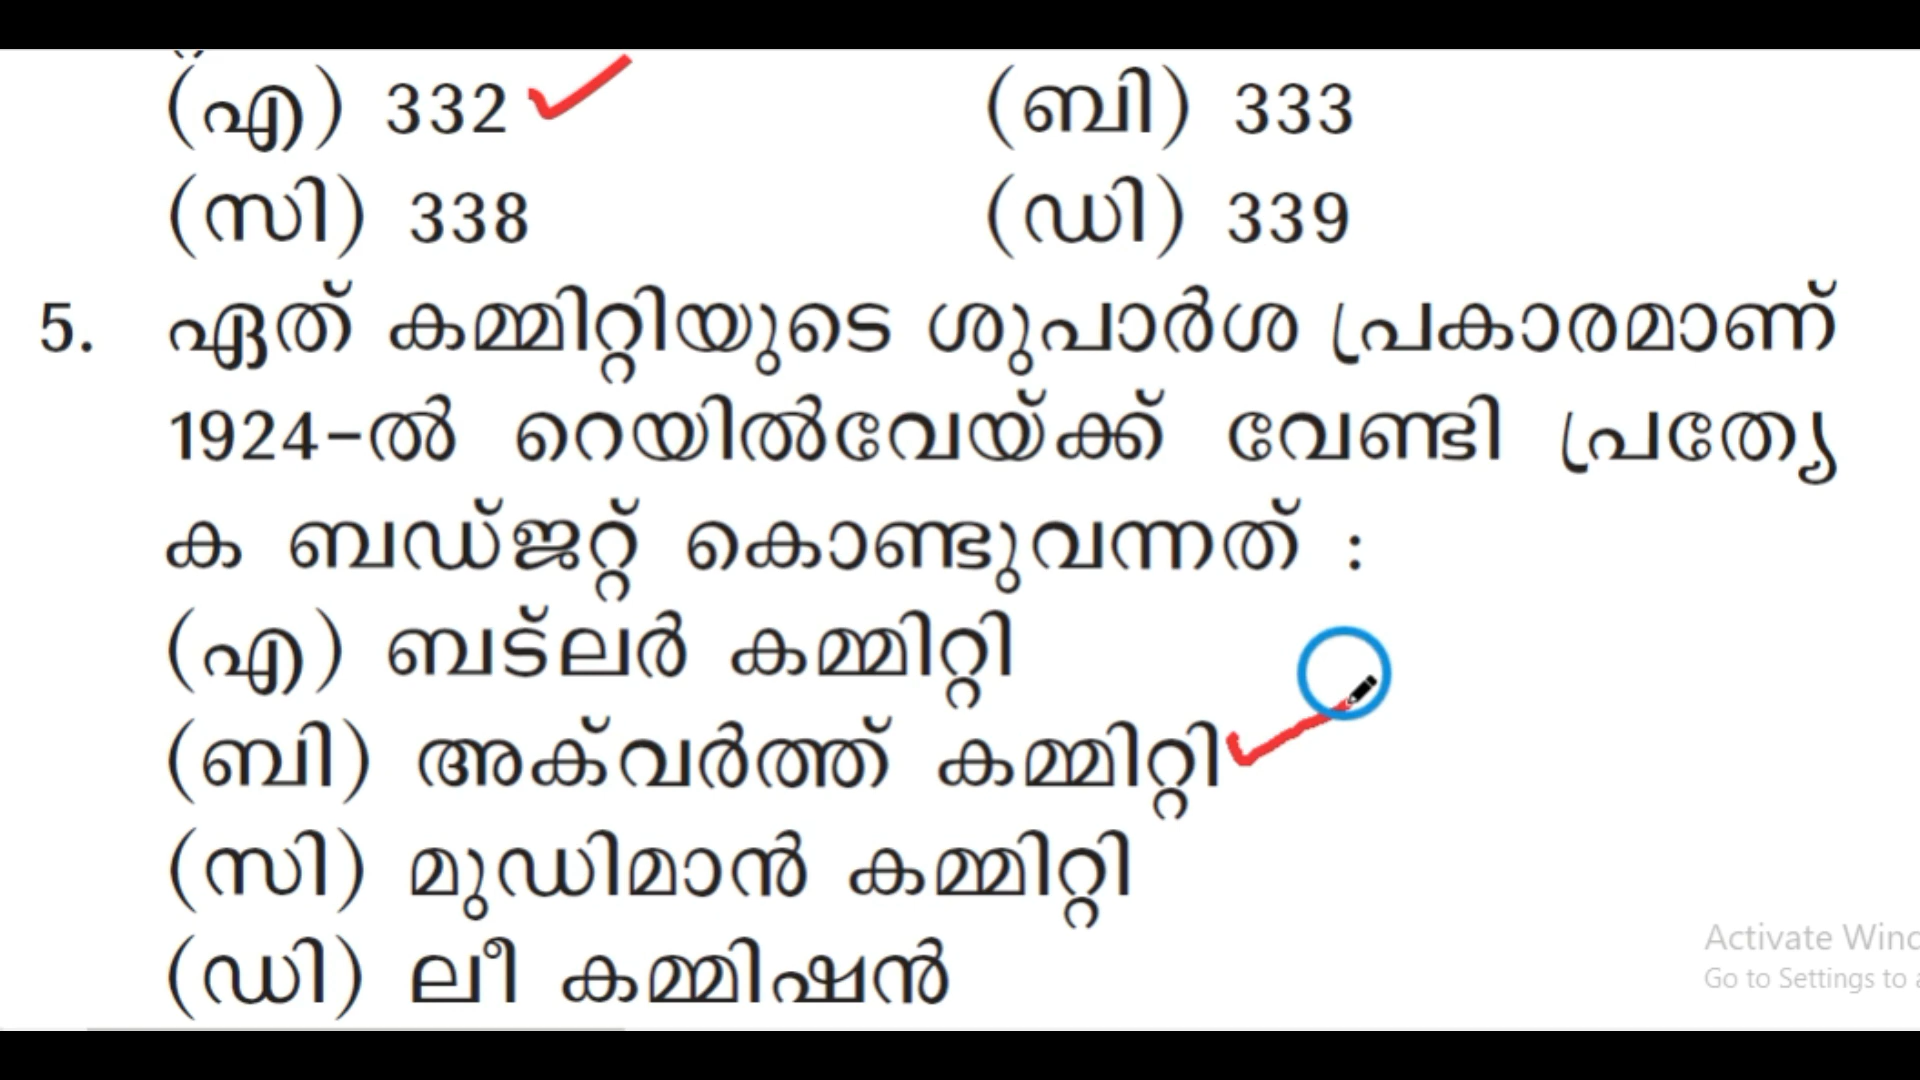 (എ) 332 (ബി) 333
(സി) 338 (ഡി) 339
5. ഏത് കമ്മിറ്റിയുടെ ശുപാർശ പ്രകാരമാണ്
1924-ൽ റെയിൽവേയ്ക്ക് വേണ്ടി പ്രത്യേ
ക ബഡ്ജറ്റ് കൊണ്ടുവന്നത് :
(എ) ബട്ലർ കമ്മിറ്റി
(ബി) അക്‌വർത്ത് കമ്മിറ്റി
(സി) മുഡിമാൻ കമ്മിറ്റി
(ഡി) ലീ കമ്മിഷൻ
Activate
Go to Settings to